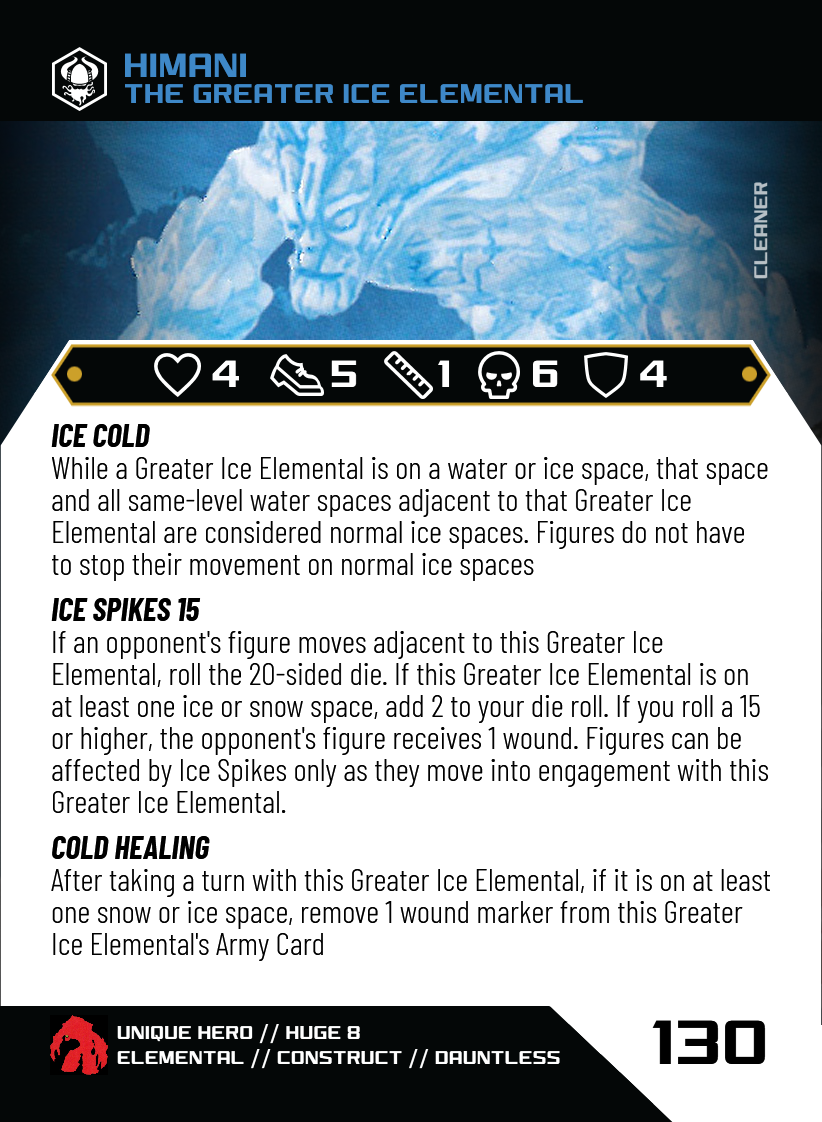 HIMANI
THE GREATER ICE ELEMENTAL
CLEANER
4 5 1 6 4
ICE COLD
While a Greater Ice Elemental is on a water or ice space, that space
and all same-level water spaces adjacent to that Greater Ice
Elemental are considered normal ice spaces. Figures do not have
to stop their movement on normal ice spaces
ICE SPIKES 15
If an opponent's figure moves adjacent to this Greater Ice
Elemental, roll the 20-sided die. If this Greater Ice Elemental is on
at least one ice or snow space, add 2 to your die roll. If you roll a 15
or higher, the opponent's figure receives 1 wound. Figures can be
affected by Ice Spikes only as they move into engagement with this
Greater Ice Elemental.
COLD HEALING
After taking a turn with this Greater Ice Elemental, if it is on at least
one snow or ice space, remove 1 wound marker from this Greater
Ice Elemental's Army Card
UNIQUE HERO // HUGE 8
ELEMENTAL // CONSTRUCT // DAUNTLESS
130